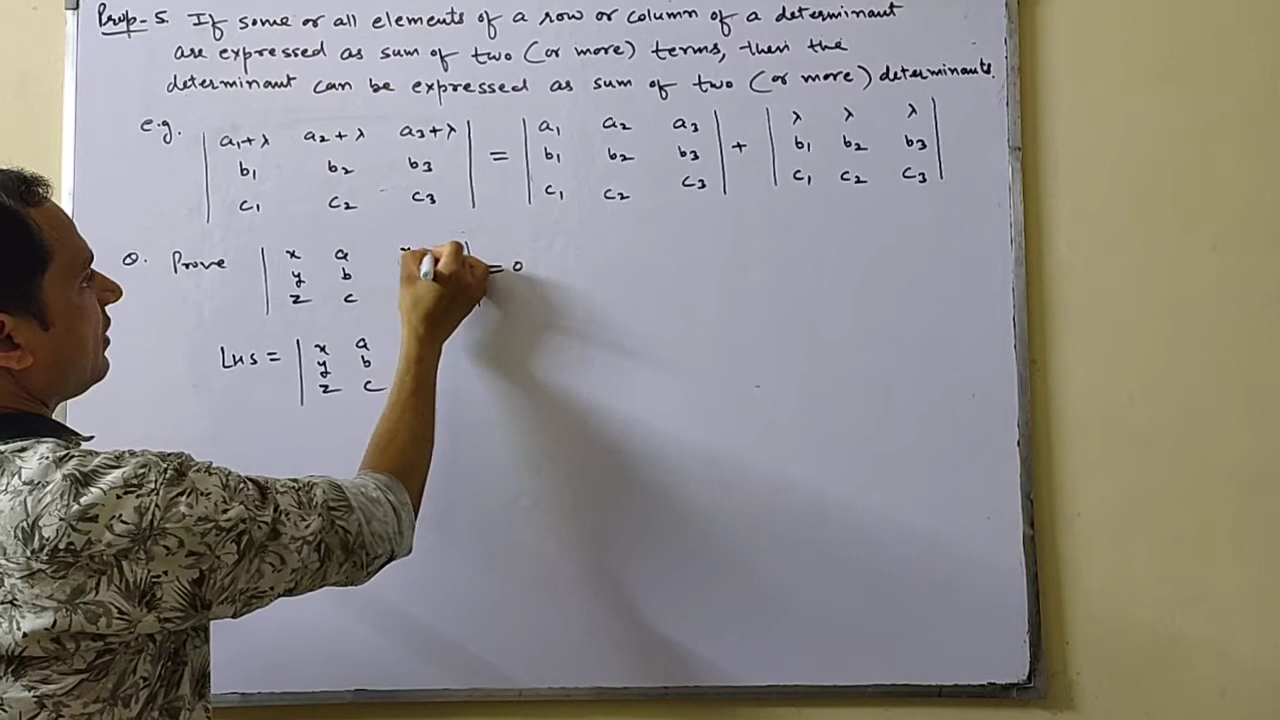 Prop-5. If some or all elements of a row or column of a determinant
are expressed as sum of two (or more) terms, then the
determinant can be expressed as sum of two (or more) determinants.
e.g. | a₁+λ a₂+λ a₃+λ | = | a₁ a₂ a₃ | + | λ λ λ |
| b₁ b₂ b₃ | | b₁ b₂ b₃ | | b₁ b₂ b₃ |
| c₁ c₂ c₃ | | c₁ c₂ c₃ | | c₁ c₂ c₃ |
Q. Prove | x a | = 0
| y b
| z c
LHS = | x a
| y b
| z c